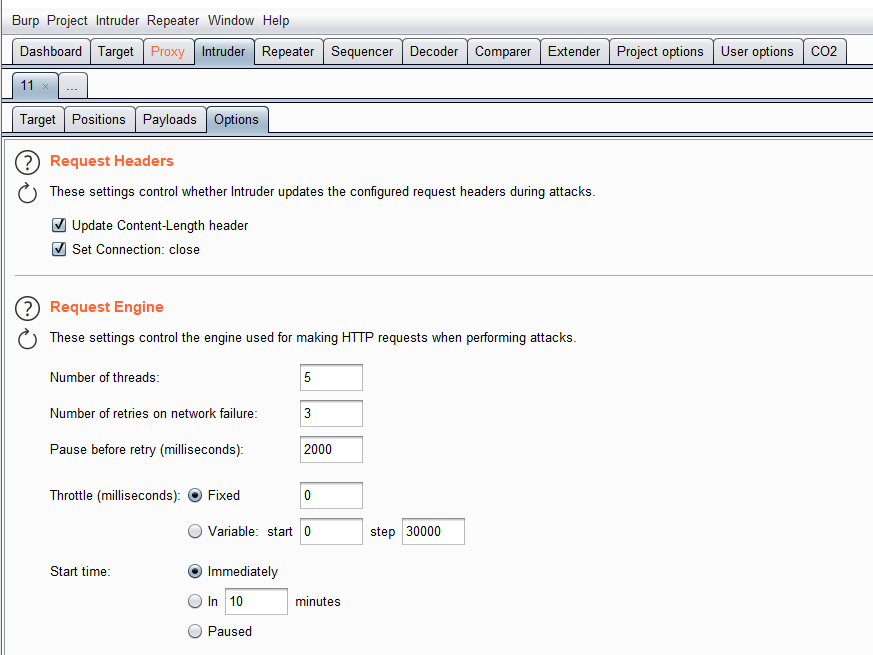 Burp Project Intruder Repeater Window Help
Dashboard Target Proxy Intruder Repeater Sequencer Decoder Comparer Extender Project options User options CO2
11 × ...
Target Positions Payloads Options
? Request Headers
These settings control whether Intruder updates the configured request headers during attacks.
Update Content-Length header
Set Connection: close
? Request Engine
These settings control the engine used for making HTTP requests when performing attacks.
Number of threads: 5
Number of retries on network failure: 3
Pause before retry (milliseconds): 2000
Throttle (milliseconds): Fixed 0
Variable: start 0 step 30000
Start time: Immediately
In 10 minutes
Paused